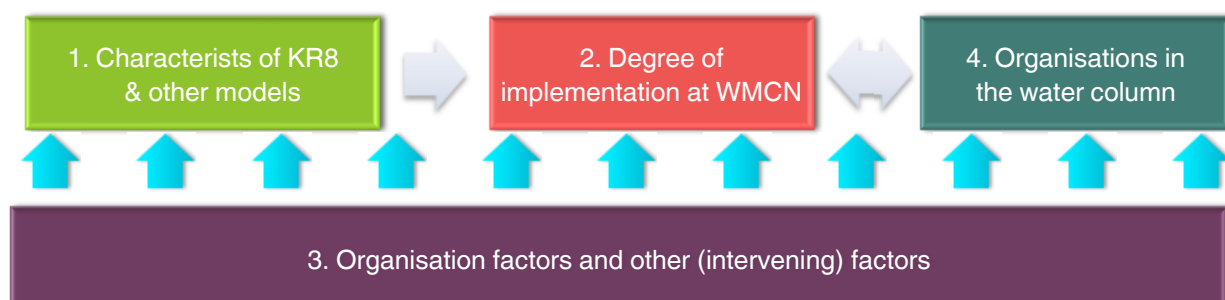 1. Characterists of KR8
& other models
2. Degree of
implementation at WMCN
4. Organisations in
the water column
3. Organisation factors and other (intervening) factors